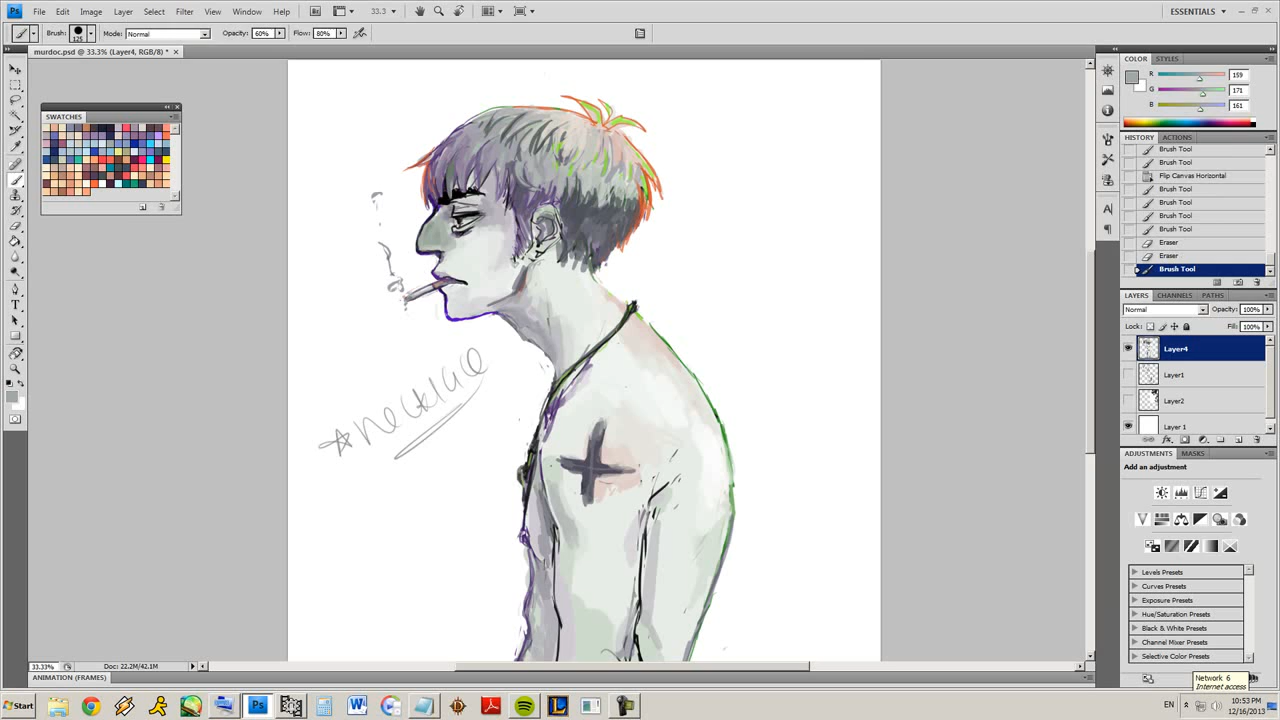 File Edit Image Layer Select Filter View Window Help 33.3 ESSENTIALS
Brush: 125 Mode: Normal Opacity: 60% Flow: 80%
murdoc.psd @ 33.3% (Layer4, RGB/8) *
SWATCHES
*necklace
COLOR STYLES
R 159
G 171
B 161
HISTORY ACTIONS
Brush Tool
Brush Tool
Flip Canvas Horizontal
Brush Tool
Brush Tool
Brush Tool
Brush Tool
Eraser
Eraser
Brush Tool
LAYERS CHANNELS PATHS
Normal Opacity: 100%
Lock: Fill: 100%
Layer4
Layer1
Layer2
Layer 1
ADJUSTMENTS MASKS
Add an adjustment
Levels Presets
Curves Presets
Exposure Presets
Hue/Saturation Presets
Black & White Presets
Channel Mixer Presets
Selective Color Presets
33.33% Doc: 22.2M/42.1M
ANIMATION (FRAMES)
Network 6
Internet access
Start EN 10:53 PM
12/16/2013